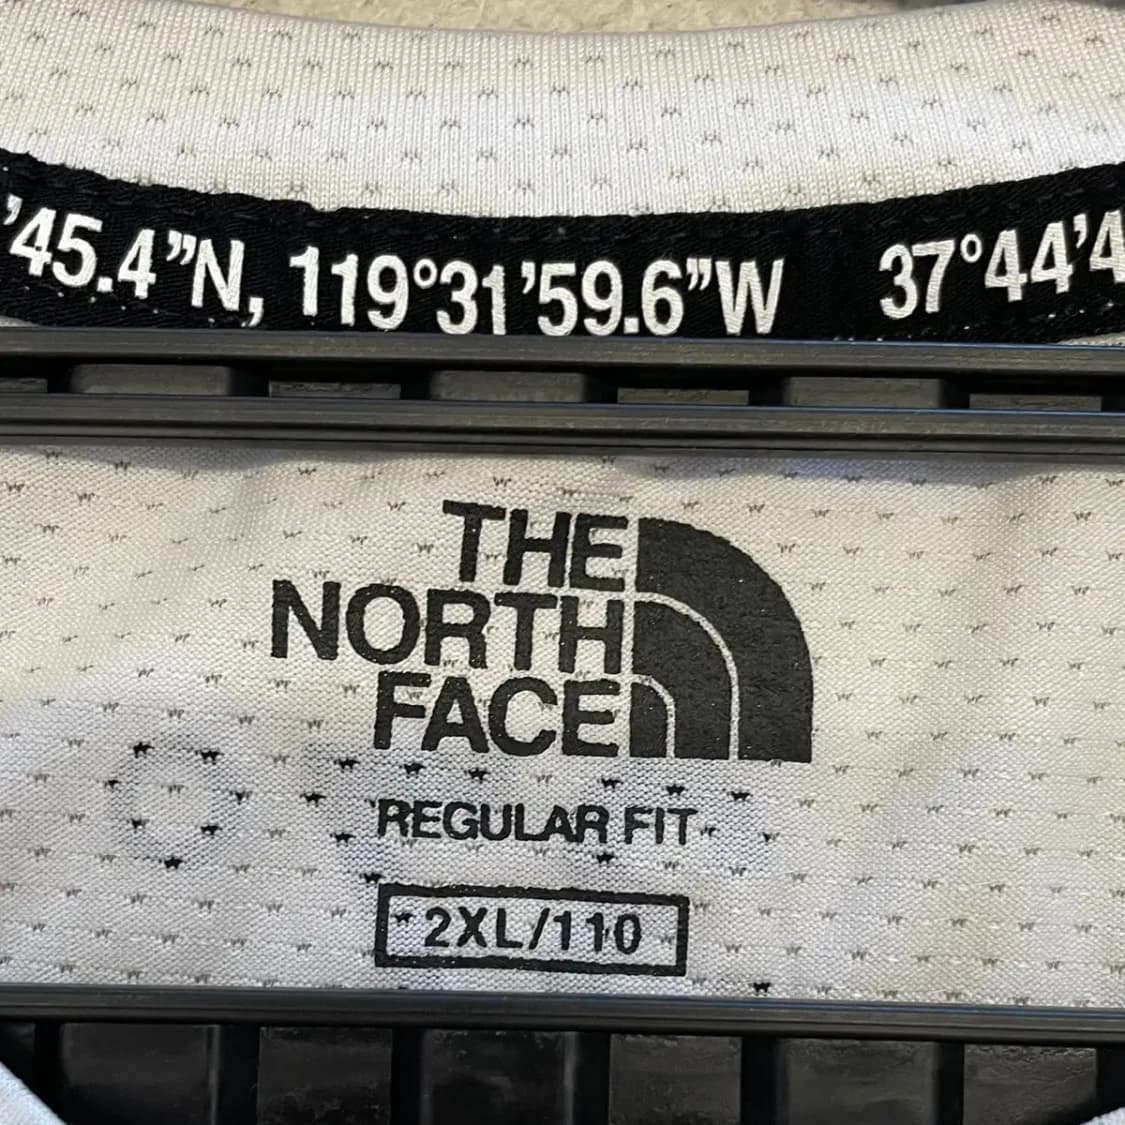 ’45.4”N, 119°31’59.6”W 37°44’4
THE
NORTH
FACE
REGULAR FIT
2XL/110